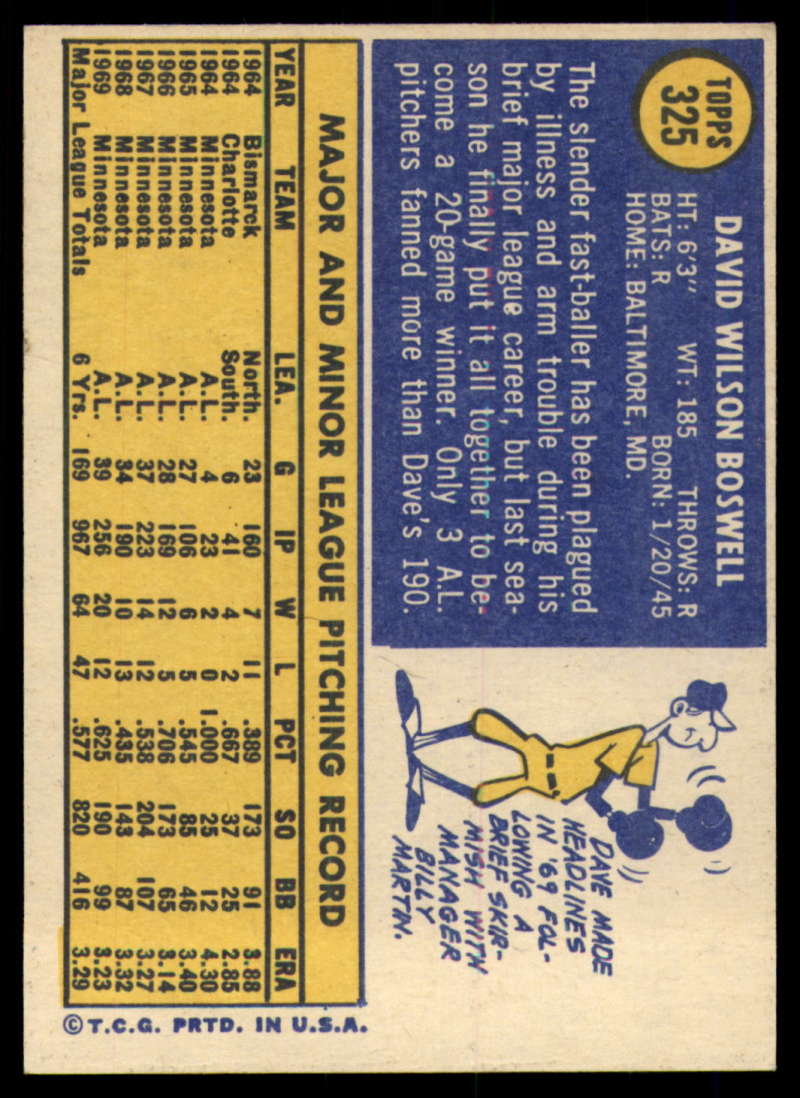 TOPPS
325
DAVID WILSON BOSWELL
HT: 6'3" WT: 185 THROWS: R
BATS: R BORN: 1/20/45
HOME: BALTIMORE, MD.
The slender fast-baller has been plagued
by illness and arm trouble during his
brief major league career, but last sea-
son he finally put it all together to be-
come a 20-game winner. Only 3 A.L.
pitchers fanned more than Dave's 190.
DAVE MADE
HEADLINES
IN '69 FOL-
LOWING A
BRIEF SKIR-
MISH WITH
MANAGER
BILLY
MARTIN.
MAJOR AND MINOR LEAGUE PITCHING RECORD
YEAR TEAM LEA. G IP W L PCT SO BB ERA
1964 Bismarck North. 23 160 7 11 .389 173 91 3.88
1964 Charlotte South. 6 41 4 2 .667 37 25 2.85
1964 Minnesota A.L. 4 23 2 0 1.000 25 12 4.30
1965 Minnesota A.L. 27 106 6 5 .545 85 46 3.40
1966 Minnesota A.L. 28 169 12 5 .706 173 65 3.14
1967 Minnesota A.L. 37 223 14 12 .538 204 107 3.27
1968 Minnesota A.L. 34 190 10 13 .435 143 87 3.32
1969 Minnesota A.L. 39 256 20 12 .625 190 99 3.23
Major League Totals 6 Yrs. 169 967 64 47 .577 820 416 3.29
© T.C.G. PRTD. IN U.S.A.